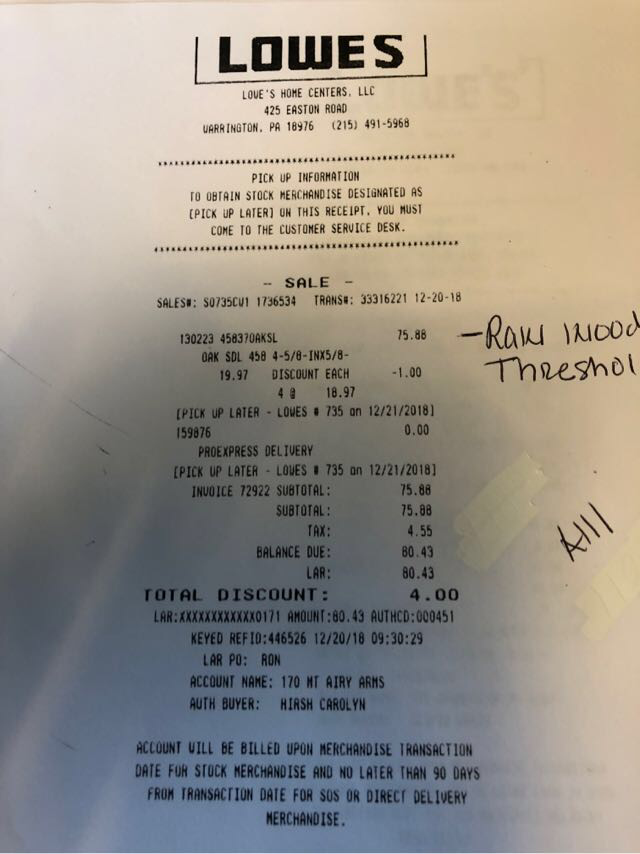 LOWES
LOWE'S HOME CENTERS, LLC
425 EASTON ROAD
WARRINGTON, PA 18976 (215) 491-5968
PICK UP INFORMATION
TO OBTAIN STOCK MERCHANDISE DESIGNATED AS
[PICK UP LATER] ON THIS RECEIPT, YOU MUST
COME TO THE CUSTOMER SERVICE DESK.
- SALE -
SALES#: S0735CW1 1736534 TRANS#: 33316221 12-20-18
130223 458370AKSL 75.88
OAK SDL 458 4-5/8-INX5/8-
19.97 DISCOUNT EACH -1.00
4 @ 18.97
[PICK UP LATER - LOWES # 735 on 12/21/2018]
159876 0.00
PROEXPRESS DELIVERY
[PICK UP LATER - LOWES # 735 on 12/21/2018]
INVOICE 72922 SUBTOTAL: 75.88
SUBTOTAL: 75.88
TAX: 4.55
BALANCE DUE: 80.43
LAR: 80.43
TOTAL DISCOUNT: 4.00
LAR:XXXXXXXXXXXX0171 AMOUNT:80.43 AUTHCD:000451
KEYED REFID:446526 12/20/18 09:30:29
LAR PO: RON
ACCOUNT NAME: 170 MT AIRY ARMS
AUTH BUYER: HIRSH CAROLYN
ACCOUNT WILL BE BILLED UPON MERCHANDISE TRANSACTION
DATE FOR STOCK MERCHANDISE AND NO LATER THAN 90 DAYS
FROM TRANSACTION DATE FOR SOS OR DIRECT DELIVERY
MERCHANDISE.
- Raw Wood
Threshol
A111